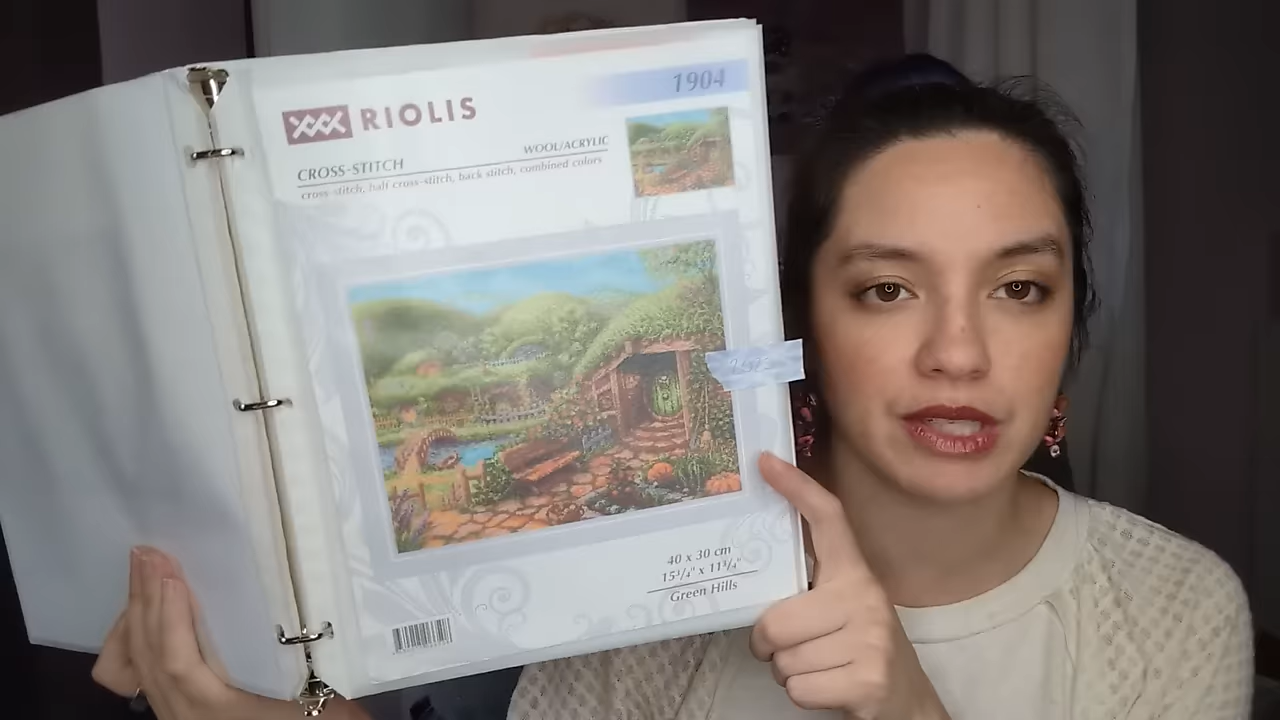 1904
RIOLIS
WOOL/ACRYLIC
CROSS-STITCH
cross-stitch, half cross-stitch, back stitch, combined colors
40 x 30 cm
15³/₄" x 11³/₄"
Green Hills